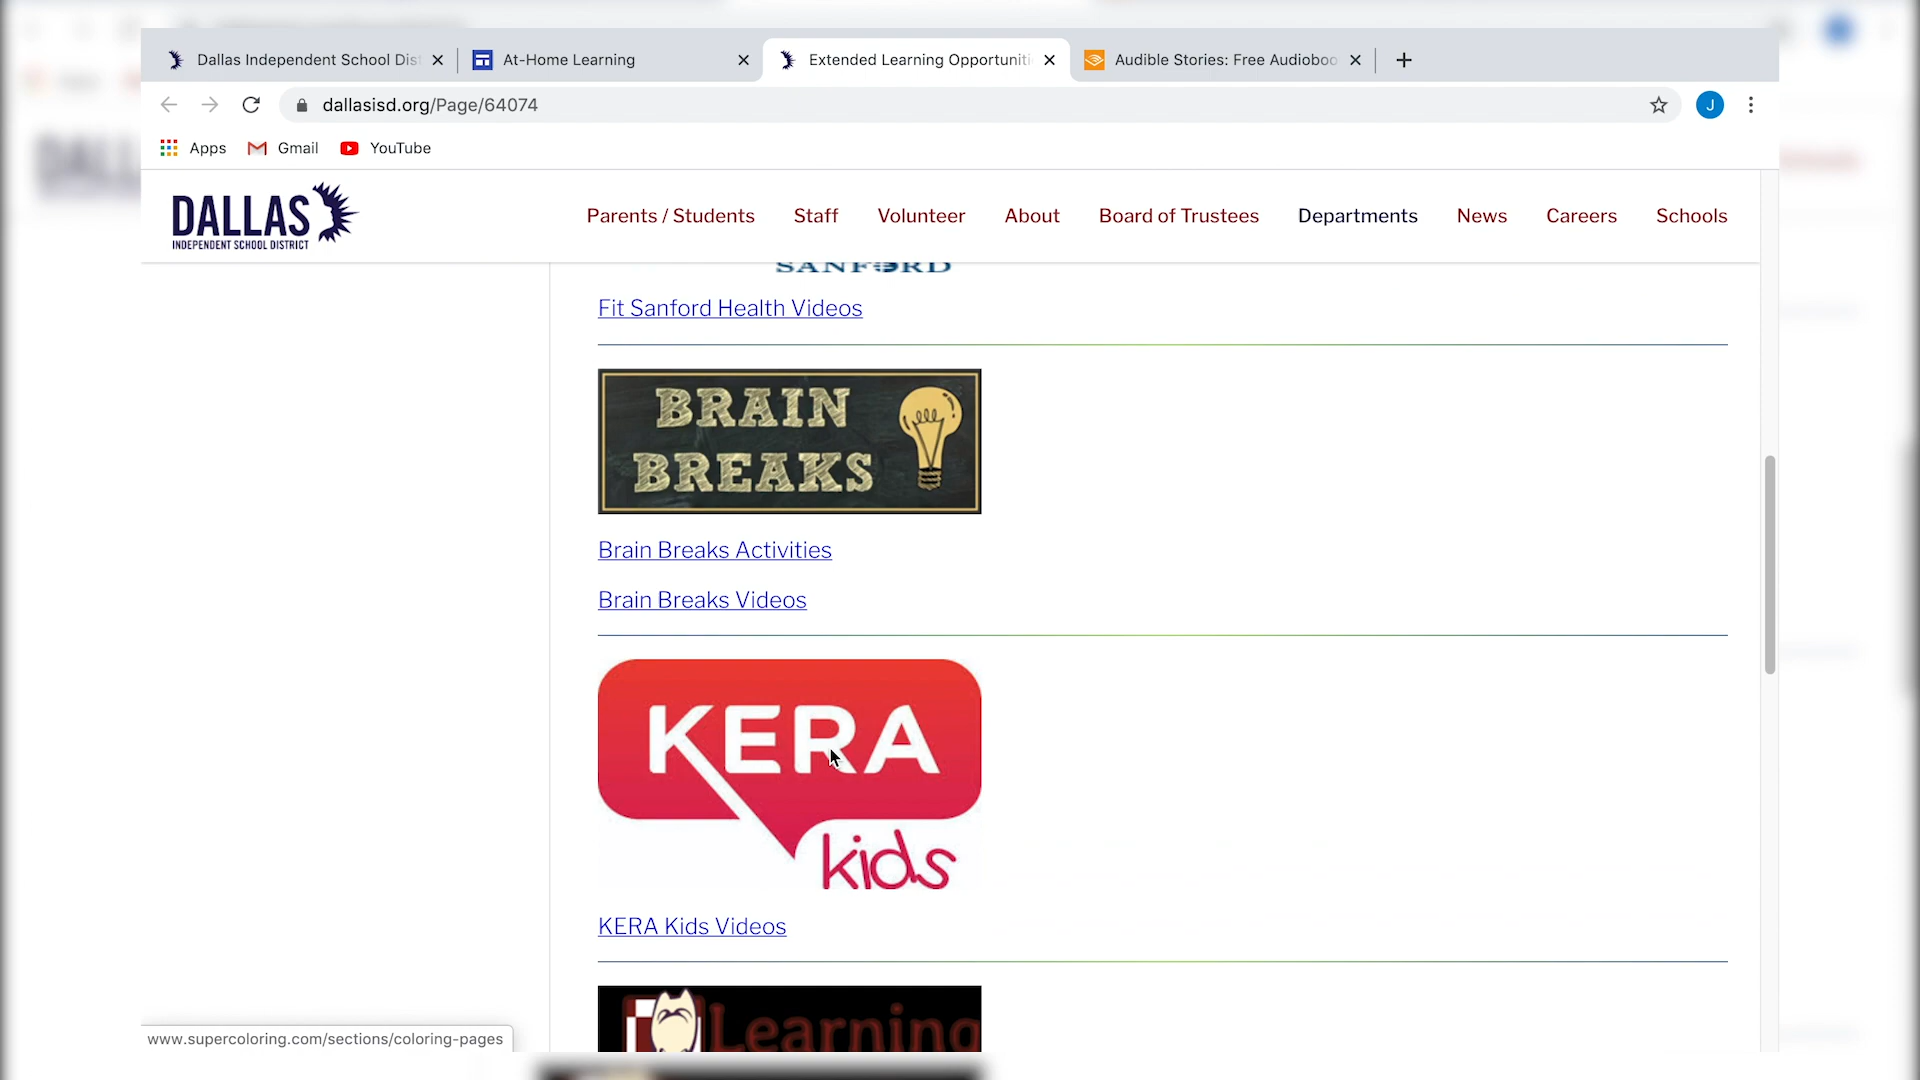 Dallas Independent School Dis
At-Home Learning
Extended Learning Opportuniti
Audible Stories: Free Audioboo
dallasisd.org/Page/64074
J
Apps
Gmail
YouTube
DALLAS
INDEPENDENT SCHOOL DISTRICT
Parents / Students
Staff
Volunteer
About
Board of Trustees
Departments
News
Careers
Schools
SANFORD
Fit Sanford Health Videos
BRAIN
BREAKS
Brain Breaks Activities
Brain Breaks Videos
KERA
kids
KERA Kids Videos
Learning
www.supercoloring.com/sections/coloring-pages